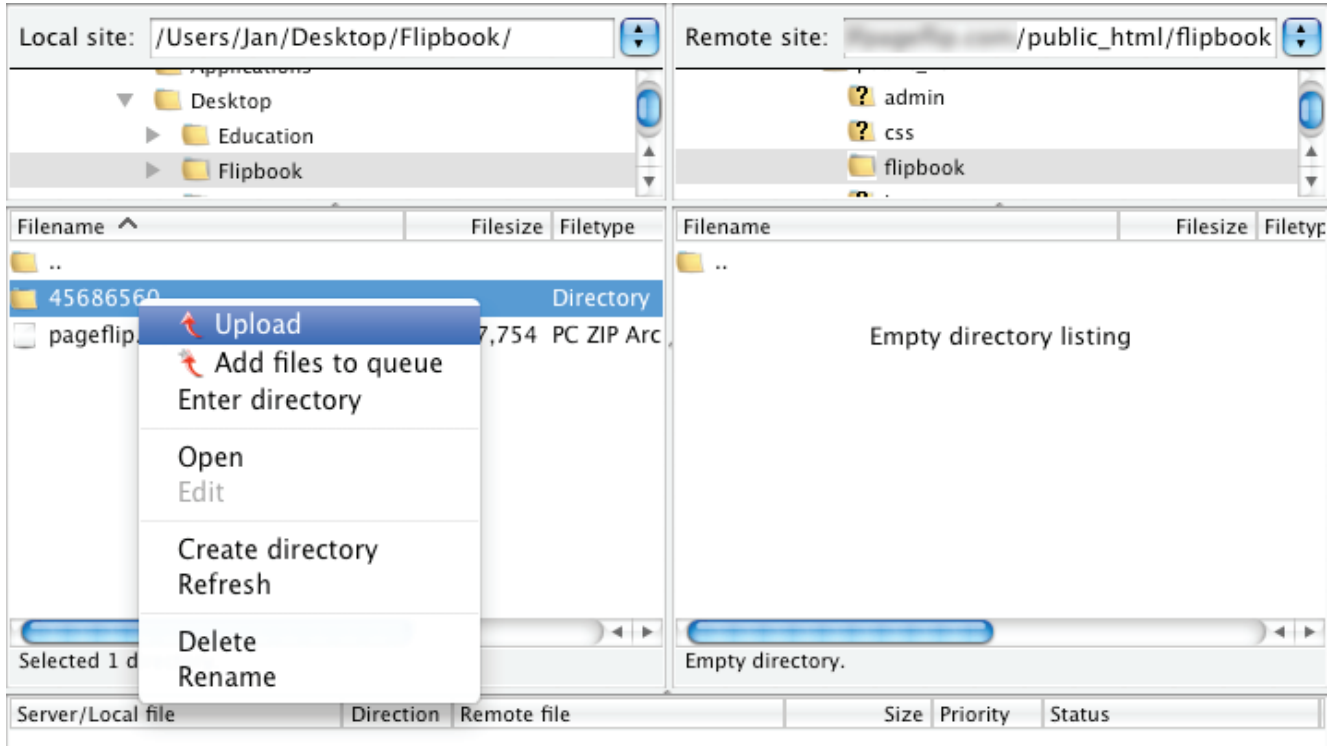 Local site: /Users/Jan/Desktop/Flipbook/
Remote site: /public_html/flipbook
Applications
Desktop
Education
Flipbook
admin
css
flipbook
Filename Filesize Filetype
Filename Filesize Filetyp
..
45686560 Directory
pageflip. 7,754 PC ZIP Arc
..
Empty directory listing
Upload
Add files to queue
Enter directory
Open
Edit
Create directory
Refresh
Delete
Rename
Selected 1 d
Empty directory.
Server/Local file Direction Remote file Size Priority Status